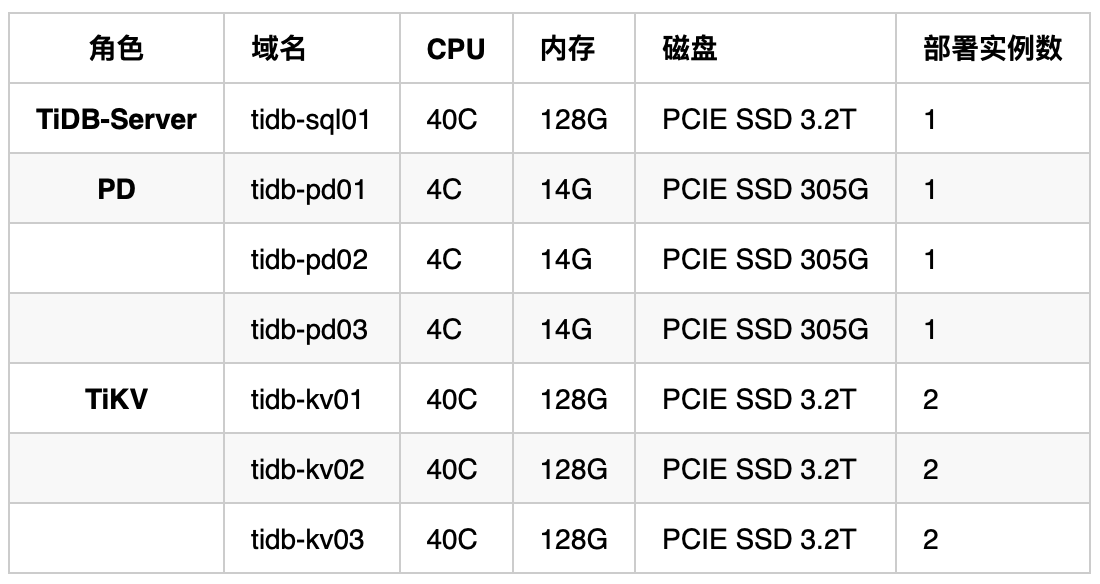 角色 域名 CPU 内存 磁盘 部署实例数
TiDB-Server tidb-sql01 40C 128G PCIE SSD 3.2T 1
PD tidb-pd01 4C 14G PCIE SSD 305G 1
tidb-pd02 4C 14G PCIE SSD 305G 1
tidb-pd03 4C 14G PCIE SSD 305G 1
TiKV tidb-kv01 40C 128G PCIE SSD 3.2T 2
tidb-kv02 40C 128G PCIE SSD 3.2T 2
tidb-kv03 40C 128G PCIE SSD 3.2T 2